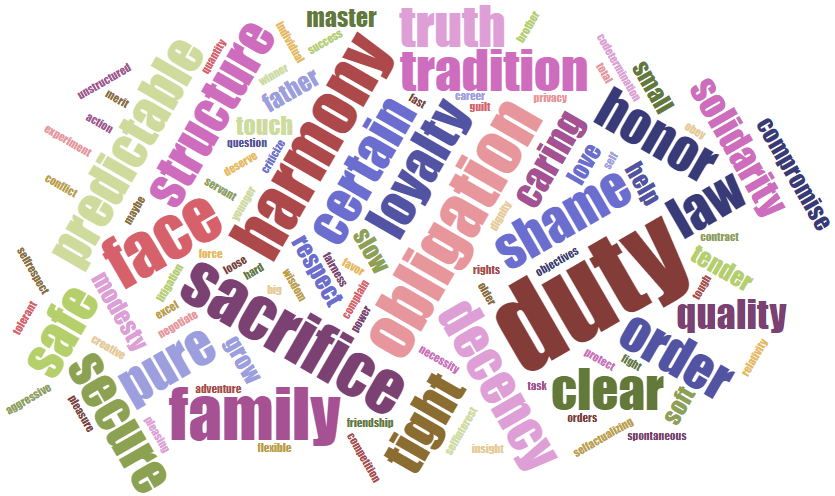 master
truth
brother
tradition
structure
individual
success
quantity
predictable
unstructured
merit
action
experiment
conflict
maybe
winner
father
touch
question
deserve
criticize
servant
younger
harmony
certain
fast
career
guilt
loyalty
privacy
obligation
codetermination
total
small
honor
obey
solidarity
compromise
caring
love
self
help
law
shame
dignity
contract
tender
tough
objectives
rights
older
duty
quality
order
relativity
protect
fight
clear
soft
task
orders
spontaneous
selfactualizing
decency
necessity
selfinterest
insight
tight
slow
favor
fairness
respect
wisdom
complain
power
force
loose
hard
big
face
litigation
excel
negotiate
sacrifice
selfrespect
tolerant
modesty
safe
creative
pure
grow
adventure
family
flexible
friendship
competition
secure
aggressive
pleasure
pleasing